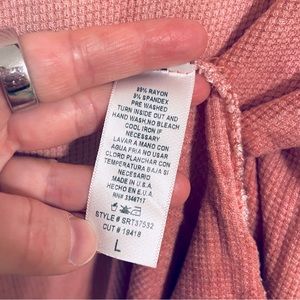 95% RAYON
5% SPANDEX
PRE WASHED
TURN INSIDE OUT AND
HAND WASH,NO BLEACH
COOL IRON IF
NECESSARY
LAVAR A MANO CON
AGUA FRIA NO USAR
CLORO PLANCHAR CON
TEMPERATURA BAJA SI
NECESARIO
MADE IN U.S.A.
HECHO EN E.U.A.
RN#
STYLE # SRT37532
CUT # 19418
L